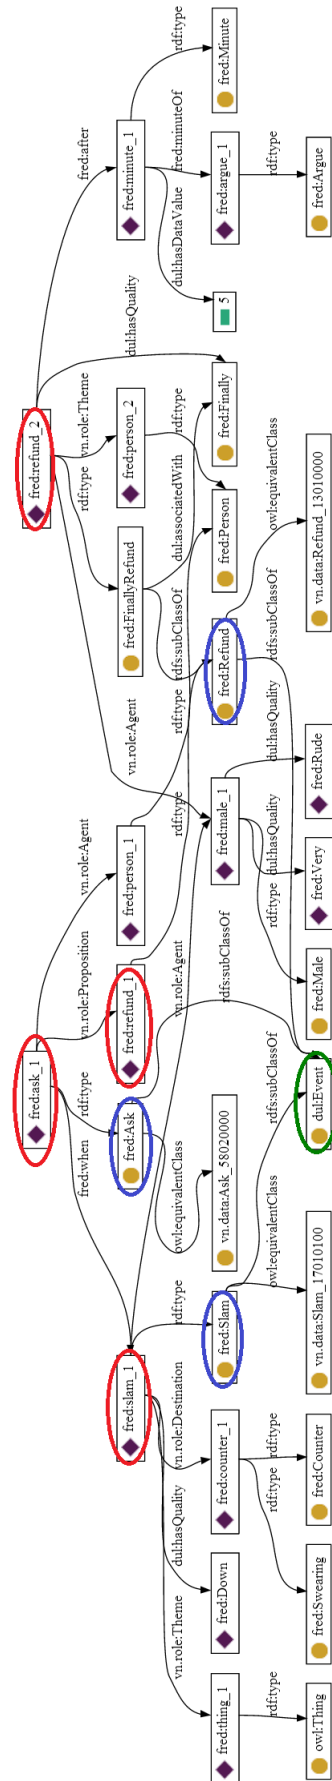 fred:ask_1
fred:refund_2
fred:when
rdf:type
vn.role:Proposition
vn.role:Agent
rdf:type
vn.role:Theme
dul:hasQuality
fred:after
fred:slam_1
fred:Ask
fred:refund_1
fred:person_1
fred:FinallyRefund
fred:person_2
fred:minute_1
vn.role:Theme
dul:hasQuality
vn.role:Destination
rdf:type
owl:equivalentClass
vn.role:Agent
rdfs:subClassOf
rdf:type
vn.role:Agent
rdf:type
rdfs:subClassOf
dul:associatedWith
rdf:type
dul:hasDataValue
fred:minuteOf
rdf:type
fred:thing_1
fred:Down
fred:counter_1
fred:Slam
vn.data:Ask_58020000
fred:male_1
fred:Refund
fred:Person
fred:Finally
5
fred:argue_1
fred:Minute
rdf:type
rdf:type
rdf:type
owl:equivalentClass
rdfs:subClassOf
rdf:type
dul:hasQuality
dul:hasQuality
rdfs:subClassOf
owl:equivalentClass
rdf:type
owl:Thing
fred:Swearing
fred:Counter
vn.data:Slam_17010100
dul:Event
fred:Male
fred:Very
fred:Rude
vn.data:Refund_13010000
fred:Argue